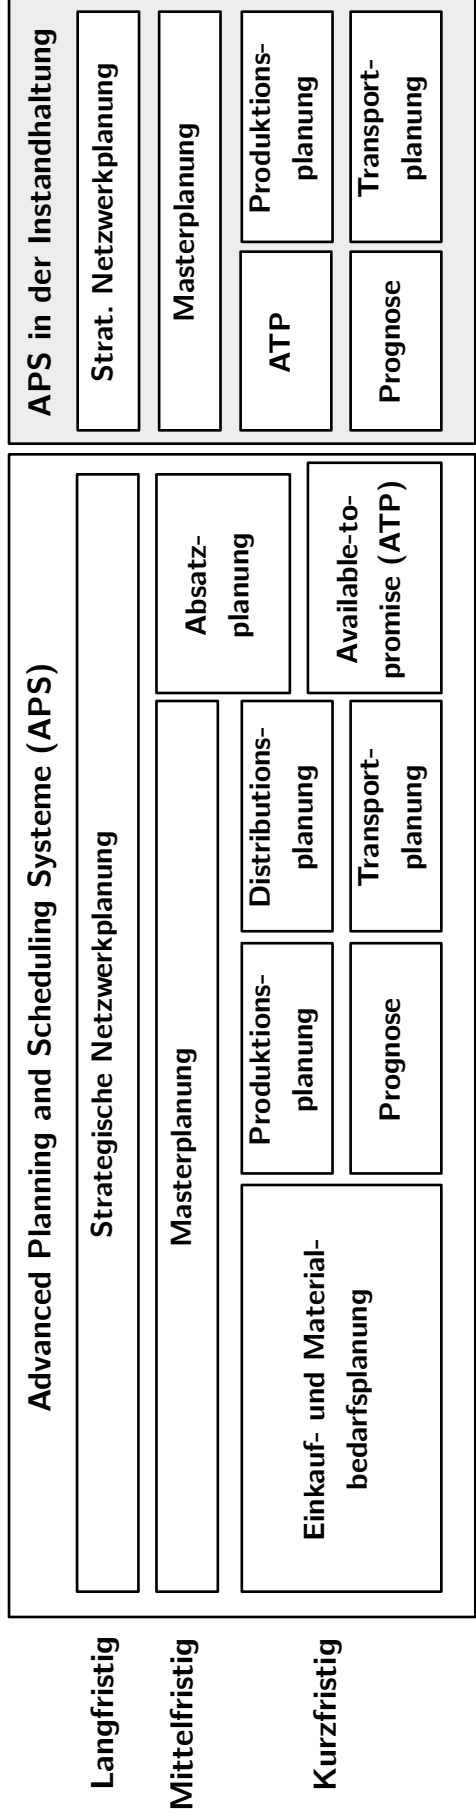 Advanced Planning and Scheduling Systeme (APS)
APS in der Instandhaltung
Langfristig
Strategische Netzwerkplanung
Strat. Netzwerkplanung
Mittelfristig
Masterplanung
Absatz-
planung
Masterplanung
Kurzfristig
Einkauf- und Material-
bedarfsplanung
Produktions-
planung
Distributions-
planung
Prognose
Transport-
planung
Available-to-
promise (ATP)
ATP
Produktions-
planung
Prognose
Transport-
planung